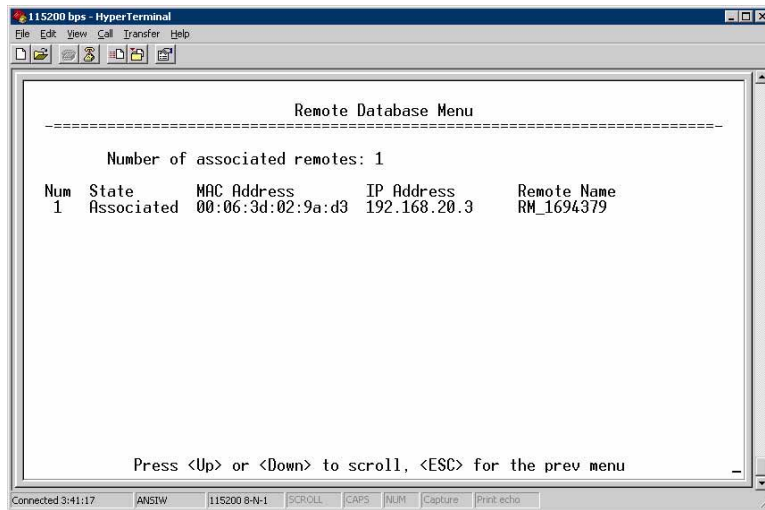 115200 bps - HyperTerminal
File Edit View Call Transfer Help
Remote Database Menu
-==========================================================================-
Number of associated remotes: 1
Num State MAC Address IP Address Remote Name
1 Associated 00:06:3d:02:9a:d3 192.168.20.3 RM_1694379
Press <Up> or <Down> to scroll, <ESC> for the prev menu _
Connected 3:41:17 ANSIW 115200 8-N-1 SCROLL CAPS NUM Capture Print echo